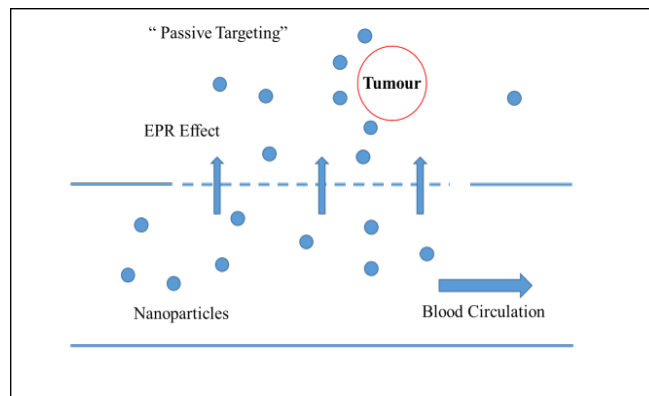 “ Passive Targeting”
Tumour
EPR Effect
Nanoparticles
Blood Circulation